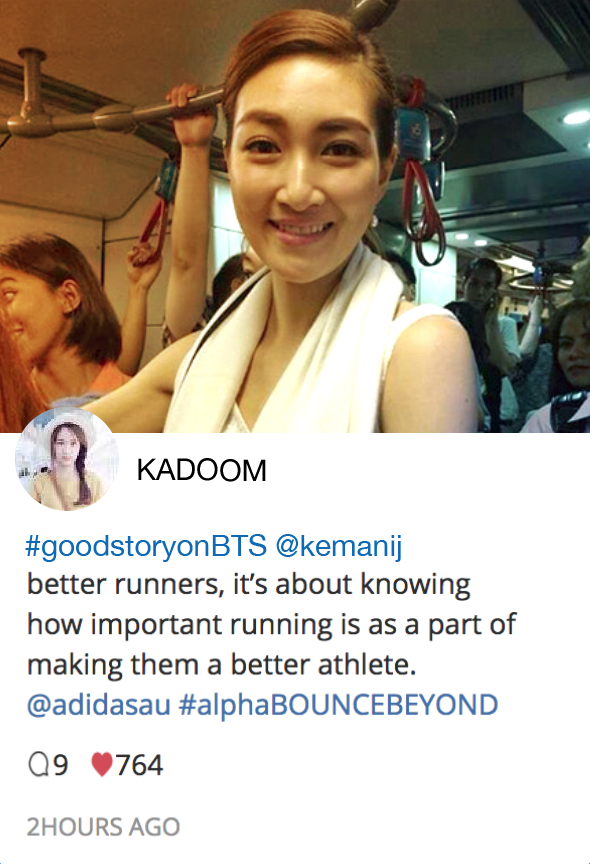 KADOOM
#goodstoryonBTS @kemanij
better runners, it’s about knowing
how important running is as a part of
making them a better athlete.
@adidasau #alphaBOUNCEBEYOND
9 764
2HOURS AGO